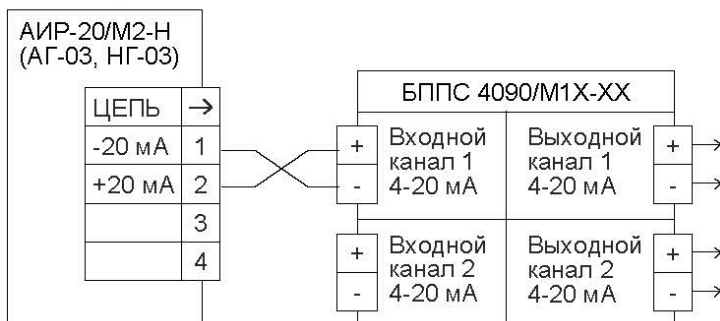 АИР-20/М2-Н
(АГ-03, НГ-03)
ЦЕПЬ →
-20 мА 1
+20 мА 2
3
4
БППС 4090/М1Х-ХХ
+
-
Входной
канал 1
4-20 мА
Выходной
канал 1
4-20 мА
+
-
+
-
Входной
канал 2
4-20 мА
Выходной
канал 2
4-20 мА
+
-